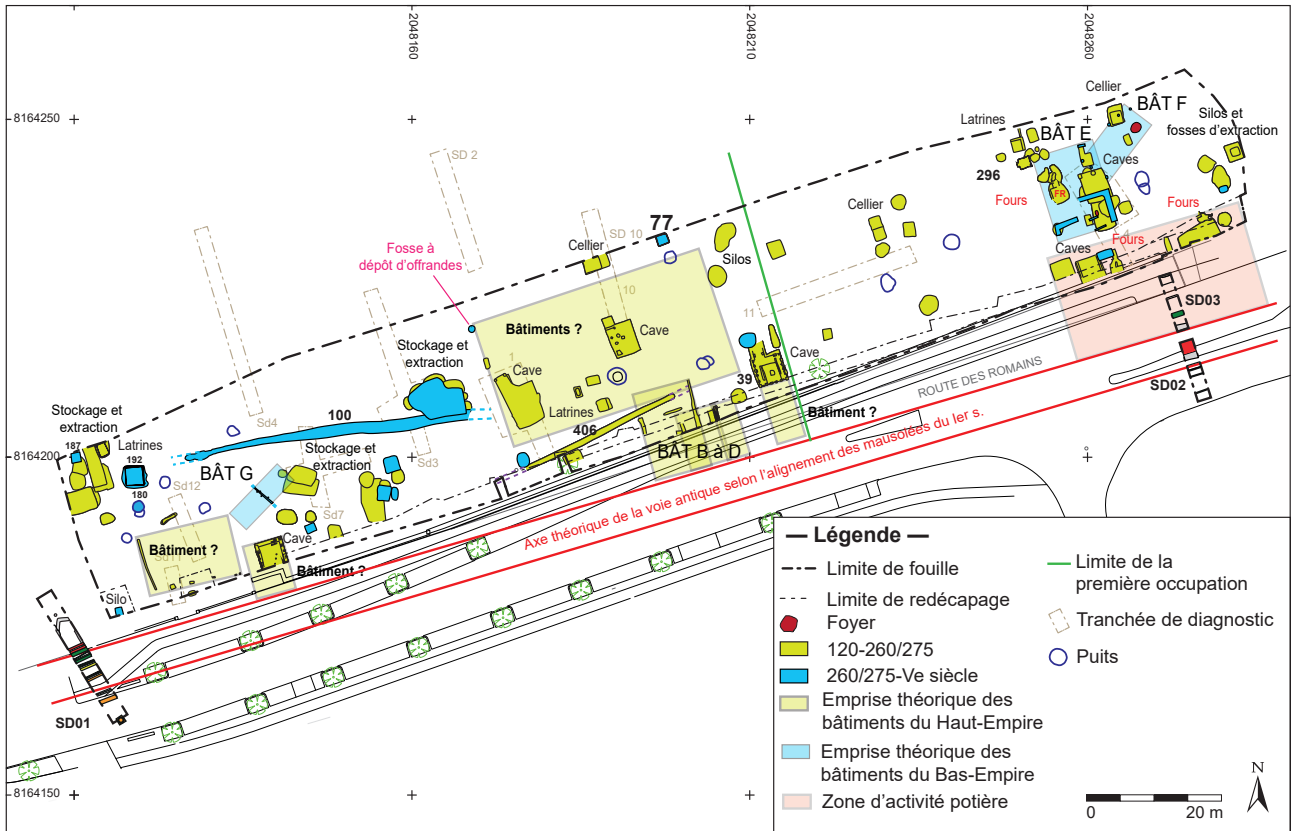 2048160
2048210
2048260
8164250
8164200
8164150
SD 2
SD 10
10
77
Fosse à
dépôt d'offrandes
Cellier
Silos
Bâtiments ?
Cave
1
Cave
Latrines
406
Stockage et
extraction
100
Sd4
Sd3
Stockage et
extraction
187
Latrines
192
180
Sd12
BÂT G
Stockage et
extraction
Sd7
Bâtiment ?
Cave
Bâtiment ?
Silo
SD01
11
Cellier
39
Cave
Bâtiment ?
BÂT B à D
Latrines
296
BÂT E
Cellier
BÂT F
Silos et
fosses d'extraction
Caves
FR
Fours
Fours
Fours
Caves
SD03
SD02
ROUTE DES ROMAINS
Axe théorique de la voie antique selon l'alignement des mausolées du Ier s.
Légende
Limite de fouille
Limite de redécapage
Foyer
120-260/275
260/275-Ve siècle
Emprise théorique des
bâtiments du Haut-Empire
Emprise théorique des
bâtiments du Bas-Empire
Zone d'activité potière
Limite de la
première occupation
Tranchée de diagnostic
Puits
N
0
20 m